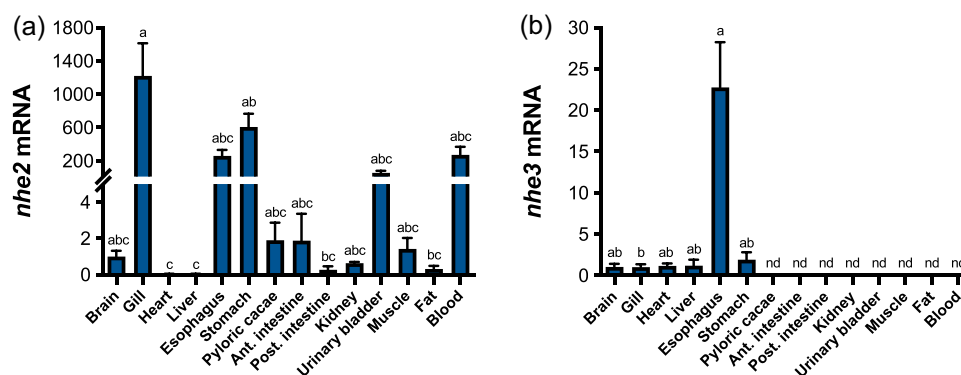 (a)
nhe2 mRNA
1800
1400
1000
600
200
4
2
0
abc
a
c
c
abc
ab
abc
abc
bc
abc
abc
abc
bc
abc
Brain
Gill
Heart
Liver
Esophagus
Stomach
Pyloric cacae
Ant. intestine
Post. intestine
Kidney
Urinary bladder
Muscle
Fat
Blood
(b)
nhe3 mRNA
30
25
20
15
10
5
0
ab
b
ab
ab
a
ab
nd
nd
nd
nd
nd
nd
nd
nd
Brain
Gill
Heart
Liver
Esophagus
Stomach
Pyloric cacae
Ant. intestine
Post. intestine
Kidney
Urinary bladder
Muscle
Fat
Blood